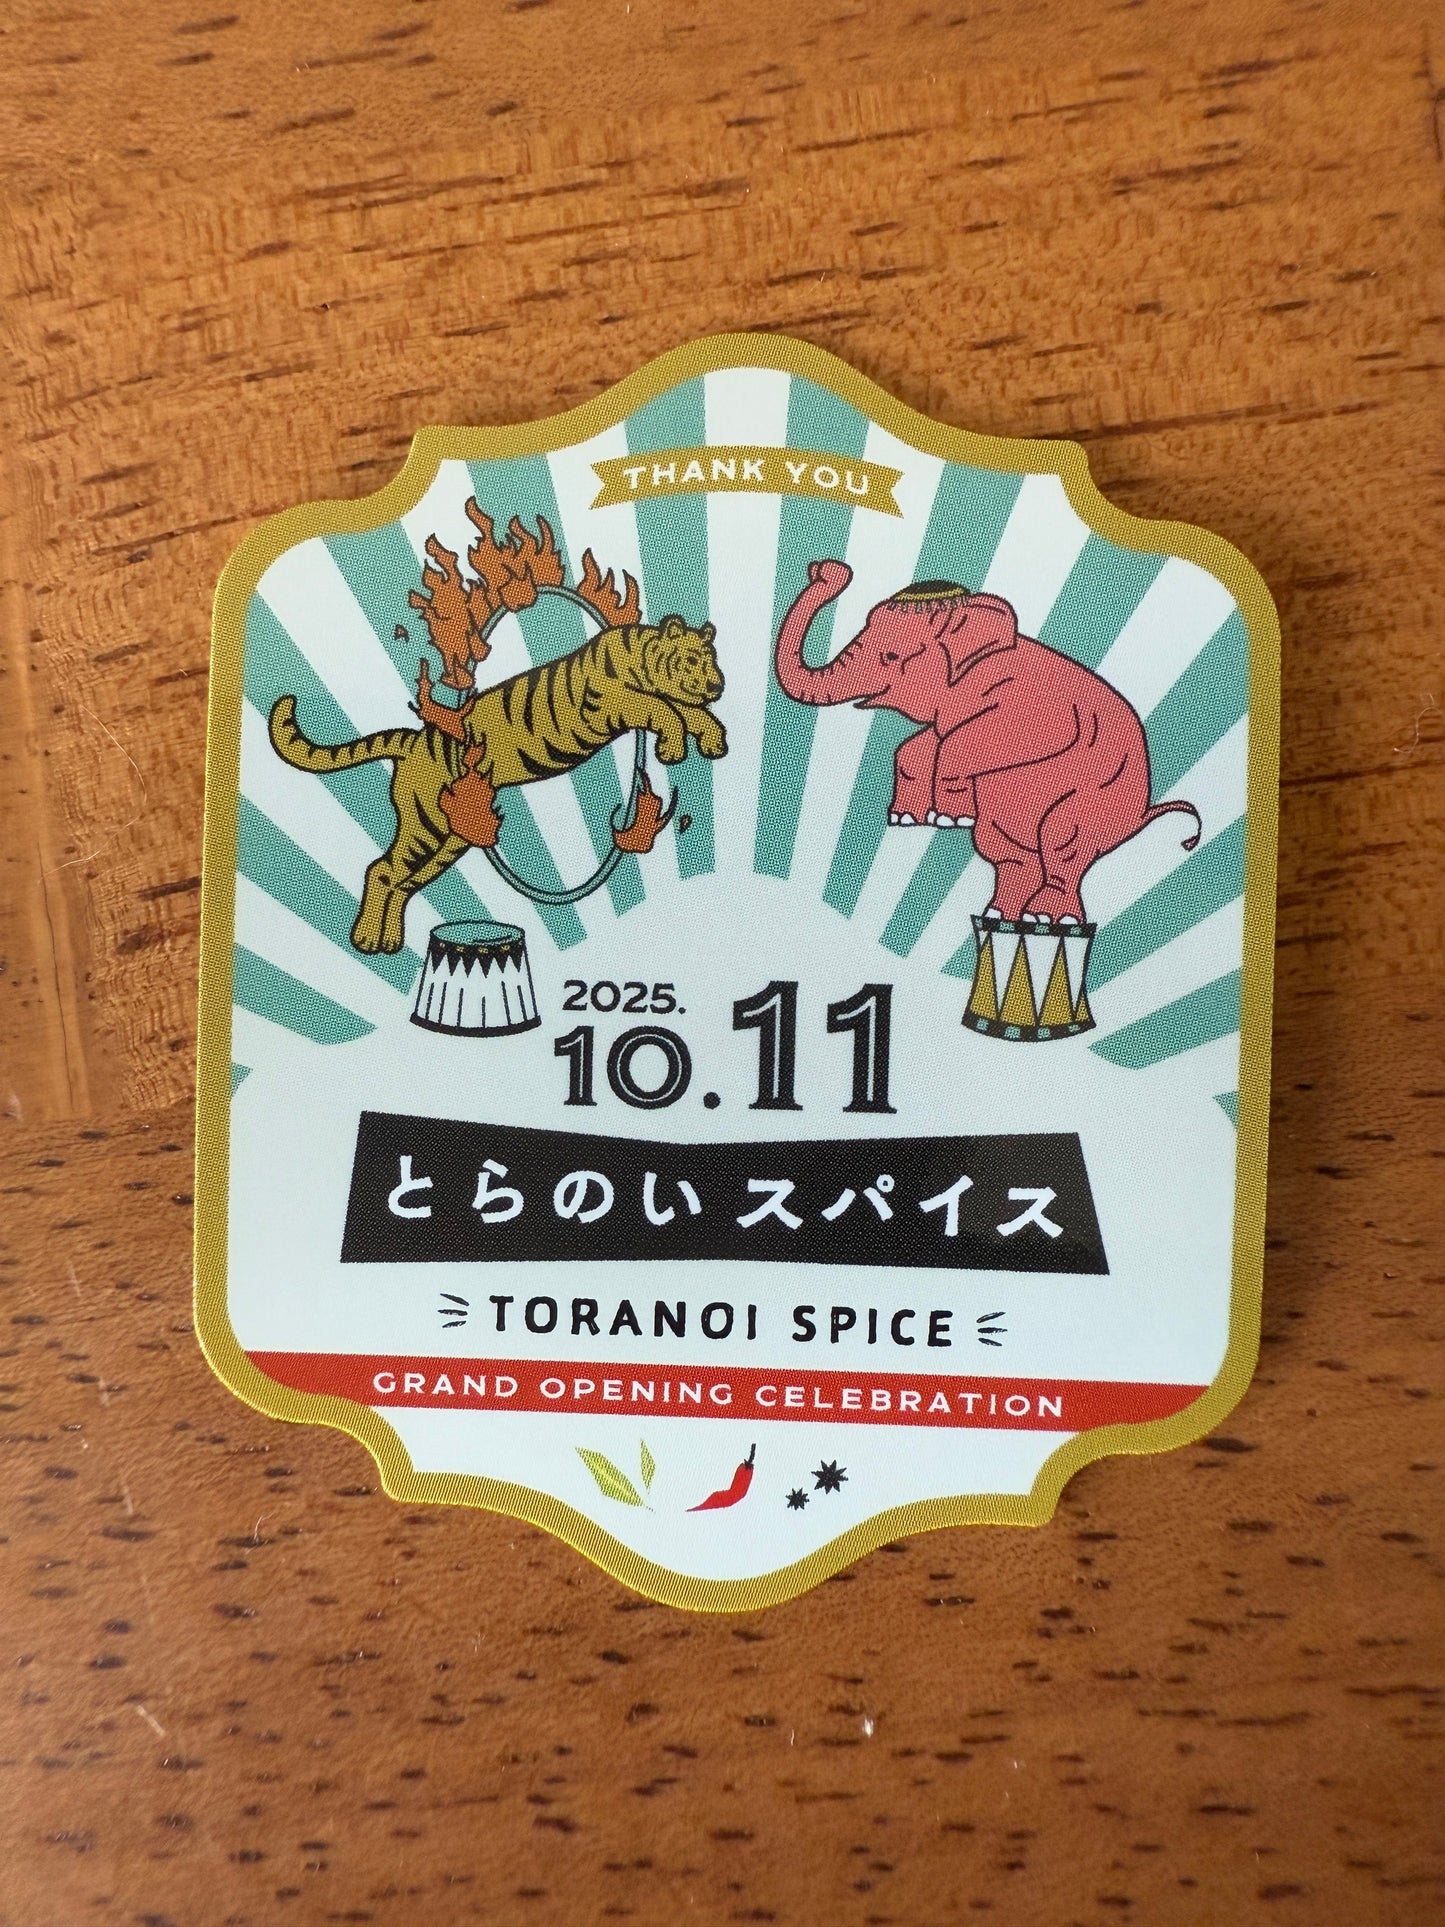 THANK YOU
2025.
10.11
とらのいスパイス
TORANOI SPICE
GRAND OPENING CELEBRATION